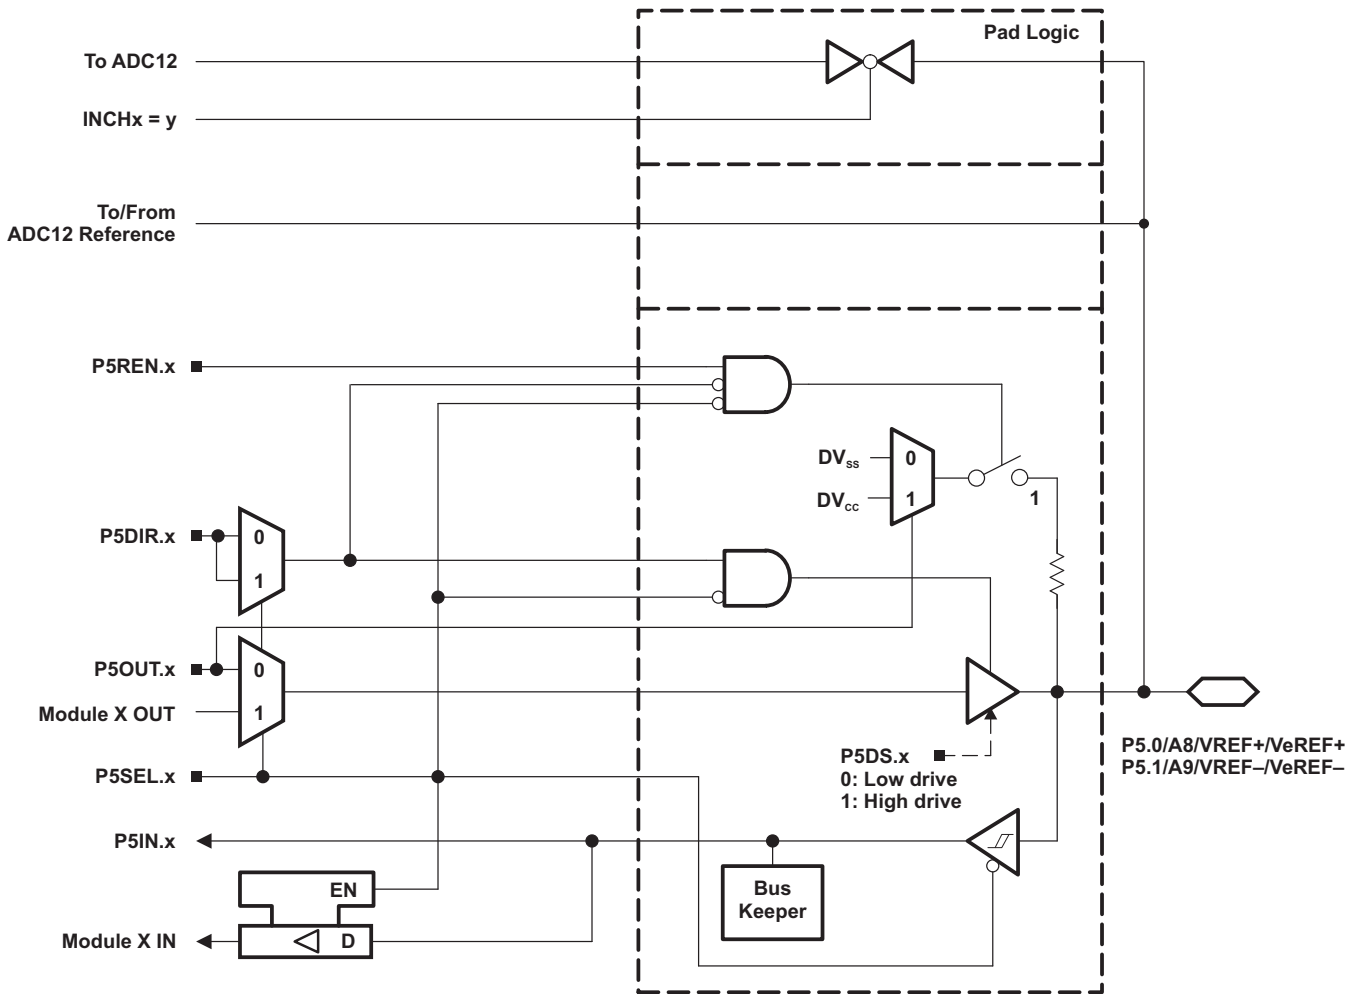 Pad Logic
To ADC12
INCHx = y
To/From
ADC12 Reference
P5REN.x
DVSS
0
DVCC
1
1
P5DIR.x
0
1
P5OUT.x
0
Module X OUT
1
P5SEL.x
P5DS.x
0: Low drive
1: High drive
P5.0/A8/VREF+/VeREF+
P5.1/A9/VREF–/VeREF–
P5IN.x
Bus
Keeper
EN
Module X IN
D